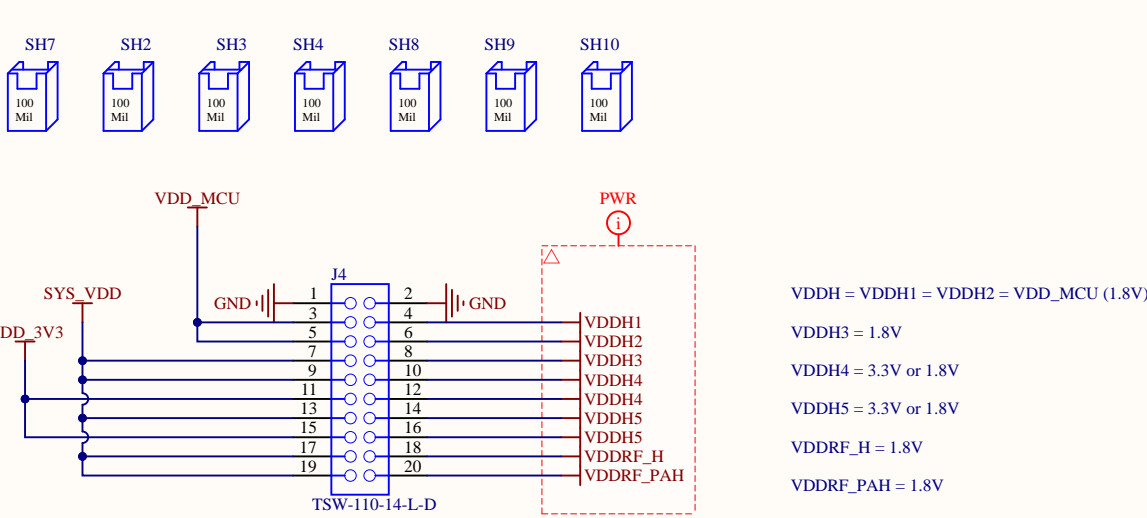 SH7 SH2 SH3 SH4 SH8 SH9 SH10
100 100 100 100 100 100 100
Mil Mil Mil Mil Mil Mil Mil
VDD_MCU PWR
i
J4
SYS_VDD GND 1 2 GND VDDH = VDDH1 = VDDH2 = VDD_MCU (1.8V)
DD_3V3 3 4 VDDH1 VDDH3 = 1.8V
5 6 VDDH2
7 8 VDDH3
9 10 VDDH4 VDDH4 = 3.3V or 1.8V
11 12 VDDH4
13 14 VDDH5 VDDH5 = 3.3V or 1.8V
15 16 VDDH5
17 18 VDDRF_H VDDRF_H = 1.8V
19 20 VDDRF_PAH VDDRF_PAH = 1.8V
TSW-110-14-L-D